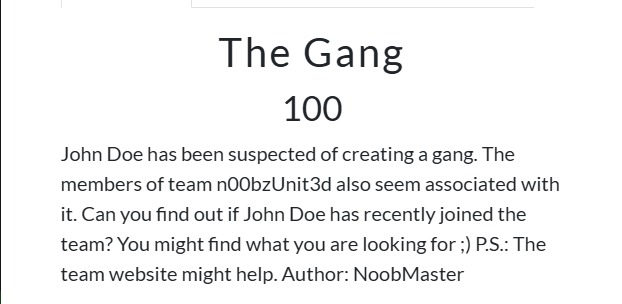 The Gang
100
John Doe has been suspected of creating a gang. The
members of team n00bzUnit3d also seem associated with
it. Can you find out if John Doe has recently joined the
team? You might find what you are looking for ;) P.S.: The
team website might help. Author: NoobMaster